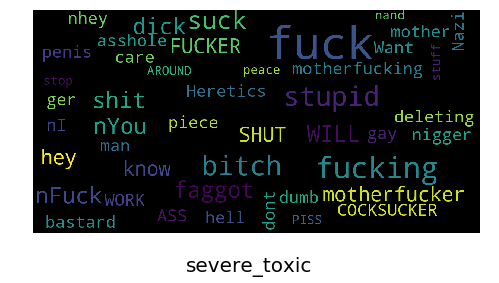 nhey dick suck nand mother Nazi
asshole FUCKER fuck Want stuff
penis care AROUND peace motherfucking
stop Heretics stupid
ger shit deleting
nI nYou piece SHUT WILL gay nigger
man
hey know bitch fucking
nFuck WORK faggot dont dumb motherfucker
bastard ASS hell PISS COCKSUCKER
severe_toxic